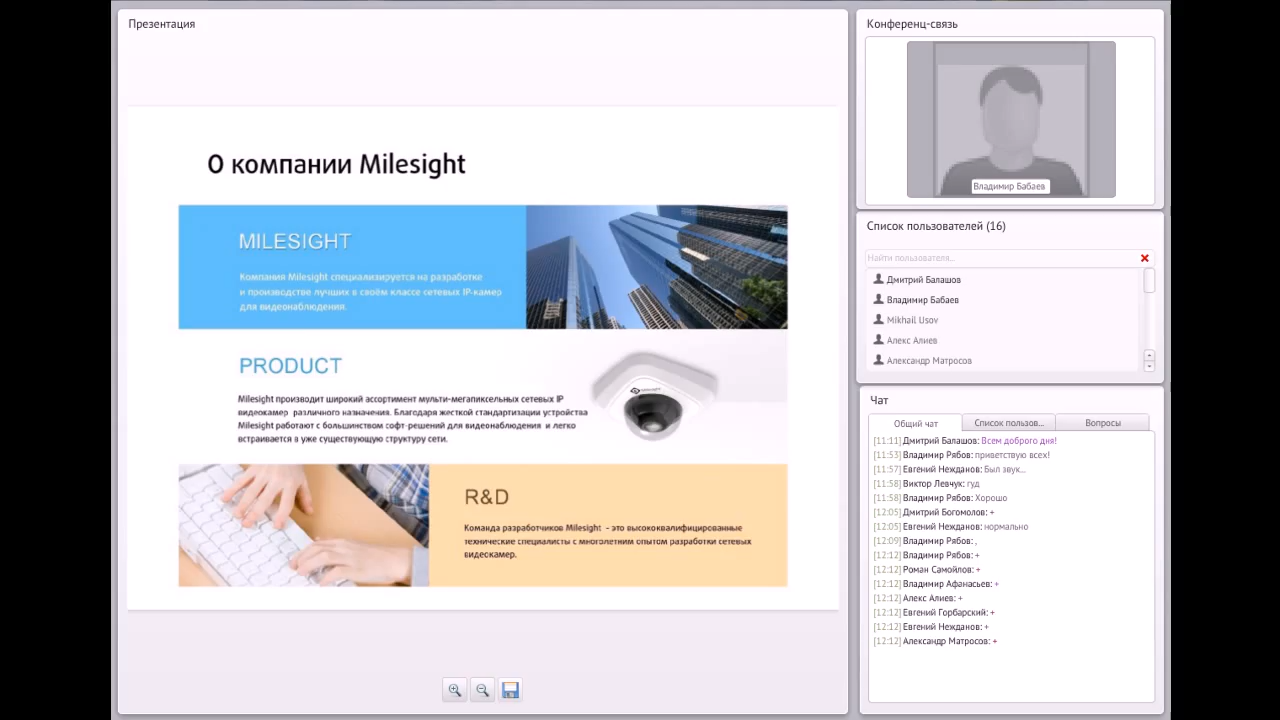 Презентация
О компании Milesight
MILESIGHT
Компания Milesight специализируется на разработке
и производстве лучших в своём классе сетевых IP-камер
для видеонаблюдения.
PRODUCT
Milesight производит широкий ассортимент мульти-мегапиксельных сетевых IP
видеокамер различного назначения. Благодаря жесткой стандартизации устройства
Milesight работают с большинством софт-решений для видеонаблюдения и легко
встраивается в уже существующую структуру сети.
R&D
Команда разработчиков Milesight - это высококвалифицированные
технические специалисты с многолетним опытом разработки сетевых
видеокамер.
Конференц-связь
Владимир Бабаев
Список пользователей (16)
Найти пользователя...
Дмитрий Балашов
Владимир Бабаев
Mikhail Usov
Алекс Алиев
Александр Матросов
Чат
Общий чат Список пользов... Вопросы
[11:11] Дмитрий Балашов: Всем доброго дня!
[11:53] Владимир Рябов: приветствую всех!
[11:57] Евгений Нежданов: Был звук...
[11:58] Виктор Левчук: гуд
[11:58] Владимир Рябов: Хорошо
[12:05] Дмитрий Богомолов: +
[12:05] Евгений Нежданов: нормально
[12:09] Владимир Рябов: ,
[12:12] Владимир Рябов: +
[12:12] Роман Самойлов: +
[12:12] Владимир Афанасьев: +
[12:12] Алекс Алиев: +
[12:12] Евгений Горбарский: +
[12:12] Евгений Нежданов: +
[12:12] Александр Матросов: +